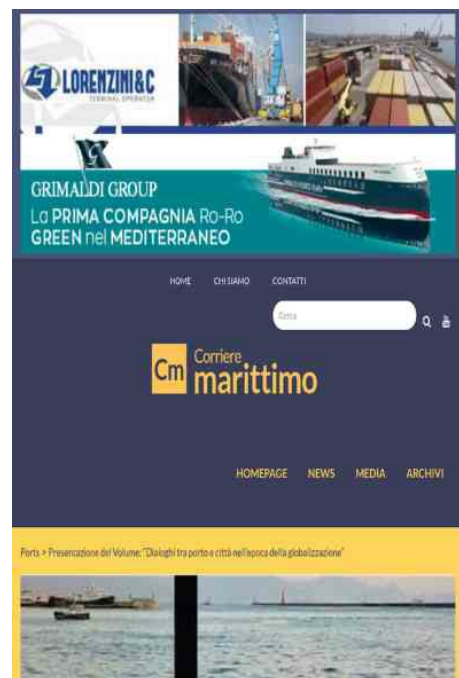 LORENZINI&C
TERMINAL OPERATOR
GRIMALDI GROUP
La PRIMA COMPAGNIA Ro-Ro
GREEN nel MEDITERRANEO
HOME CHI SIAMO CONTATTI
Cerca
Cm Corriere
marittimo
HOMEPAGE NEWS MEDIA ARCHIVI
Ports > Presentazione del Volume: "Dialoghi tra porto e città nell'epoca della globalizzazione"